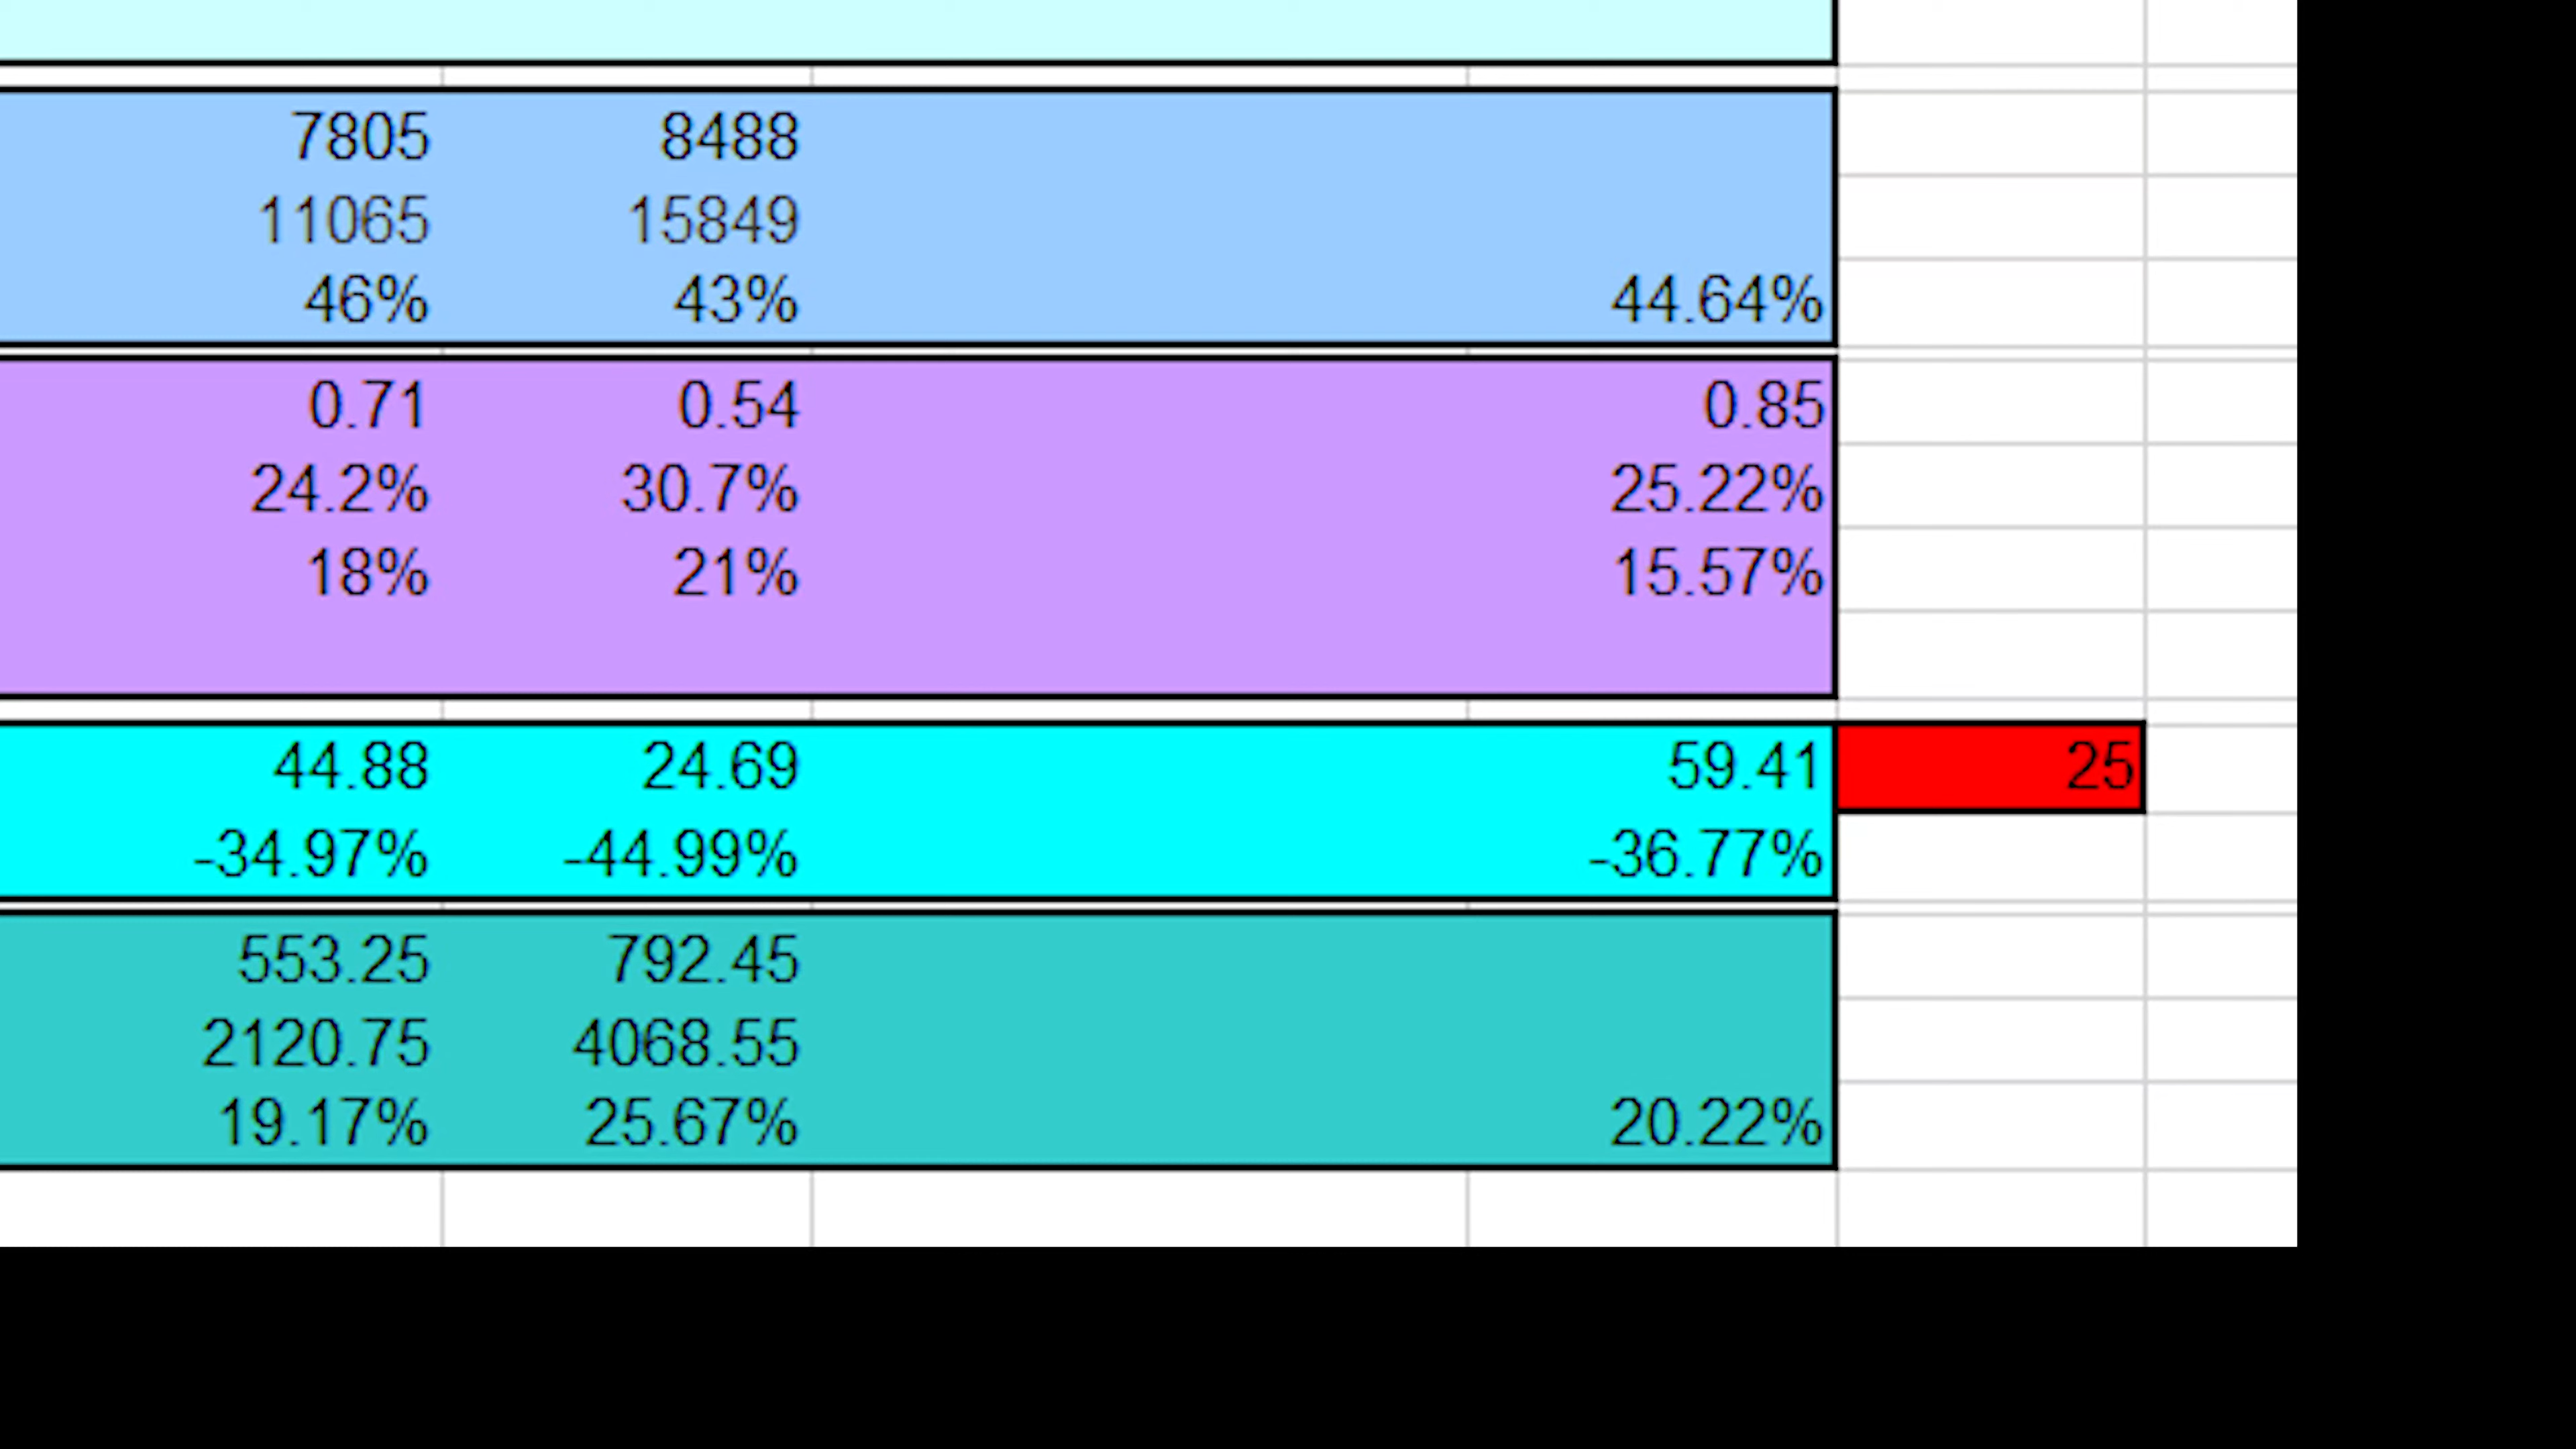 7805 8488
11065 15849
46% 43% 44.64%
0.71 0.54 0.85
24.2% 30.7% 25.22%
18% 21% 15.57%
44.88 24.69 59.41 25
-34.97% -44.99% -36.77%
553.25 792.45
2120.75 4068.55
19.17% 25.67% 20.22%